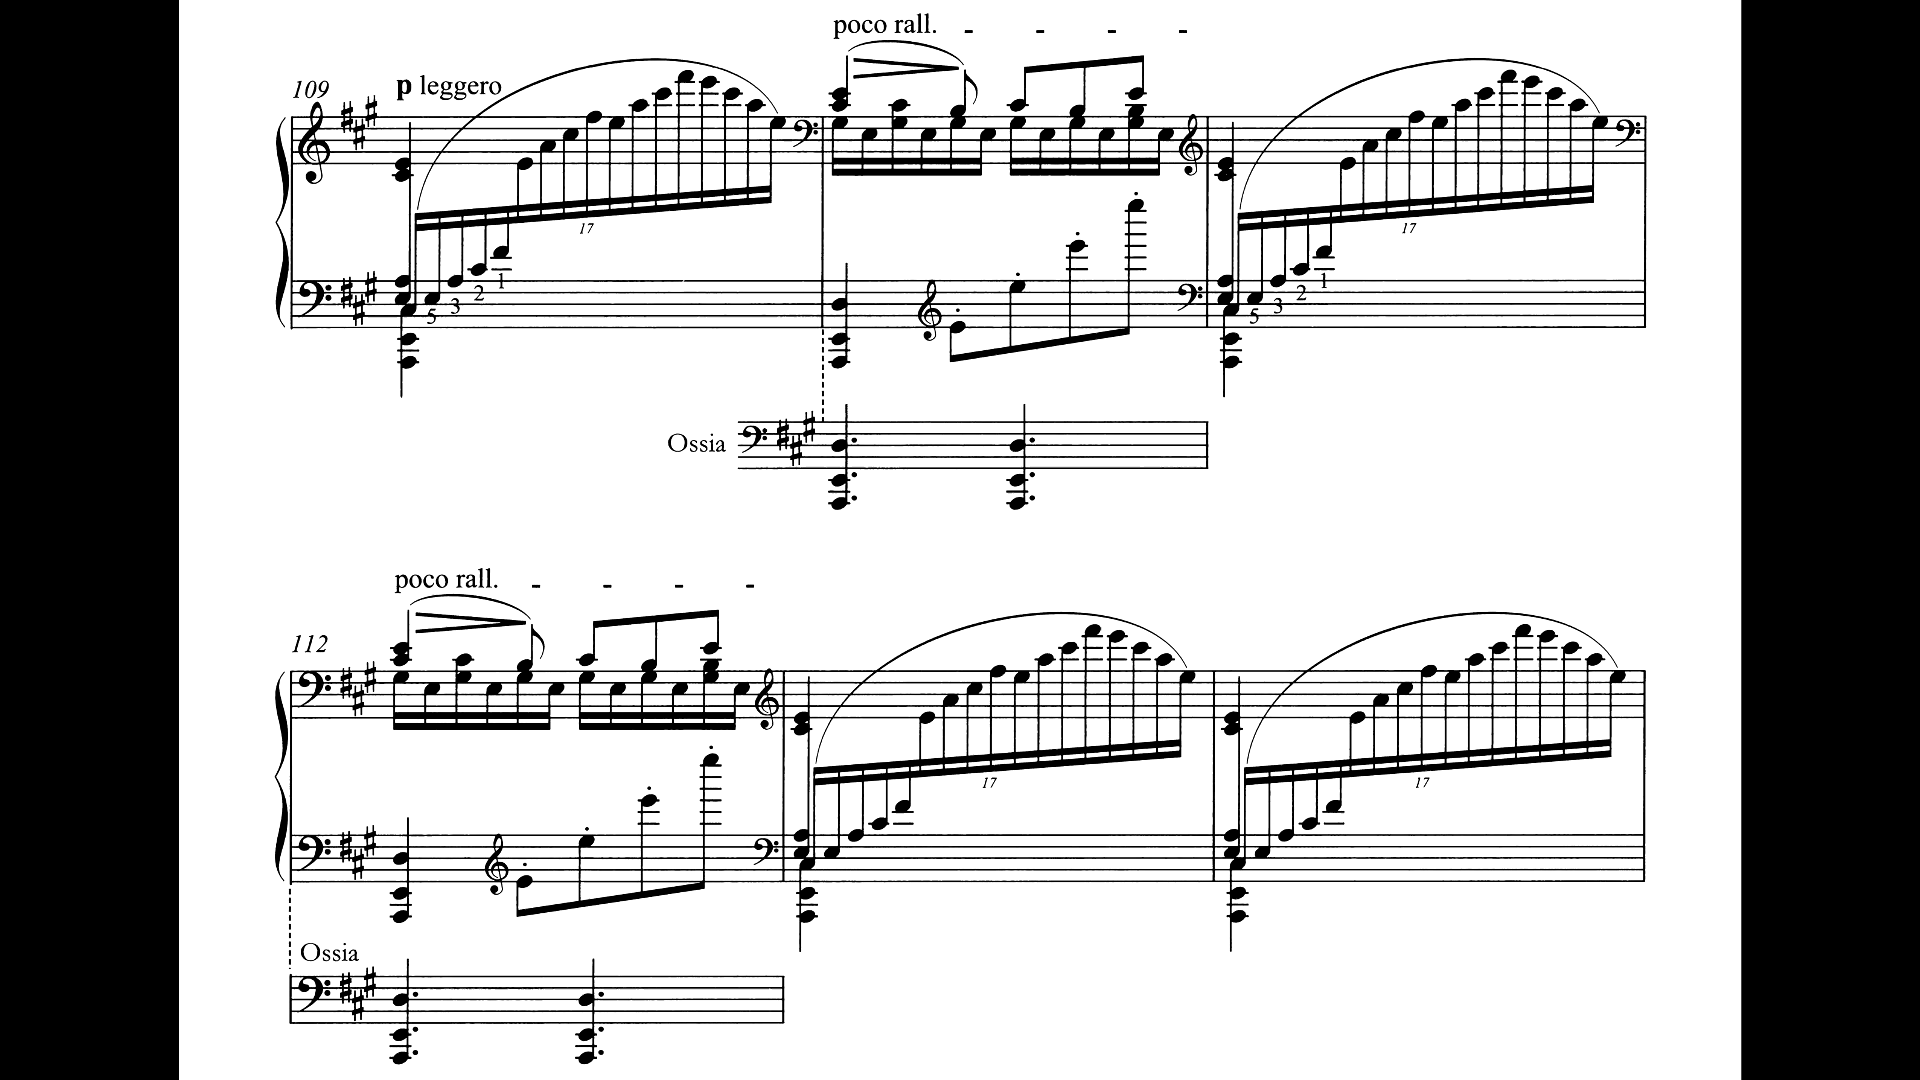 poco rall. - - - -
109 p leggero
17 17
5 3 2 1 5 3 2 1
Ossia
poco rall. - - - -
112
17 17
Ossia